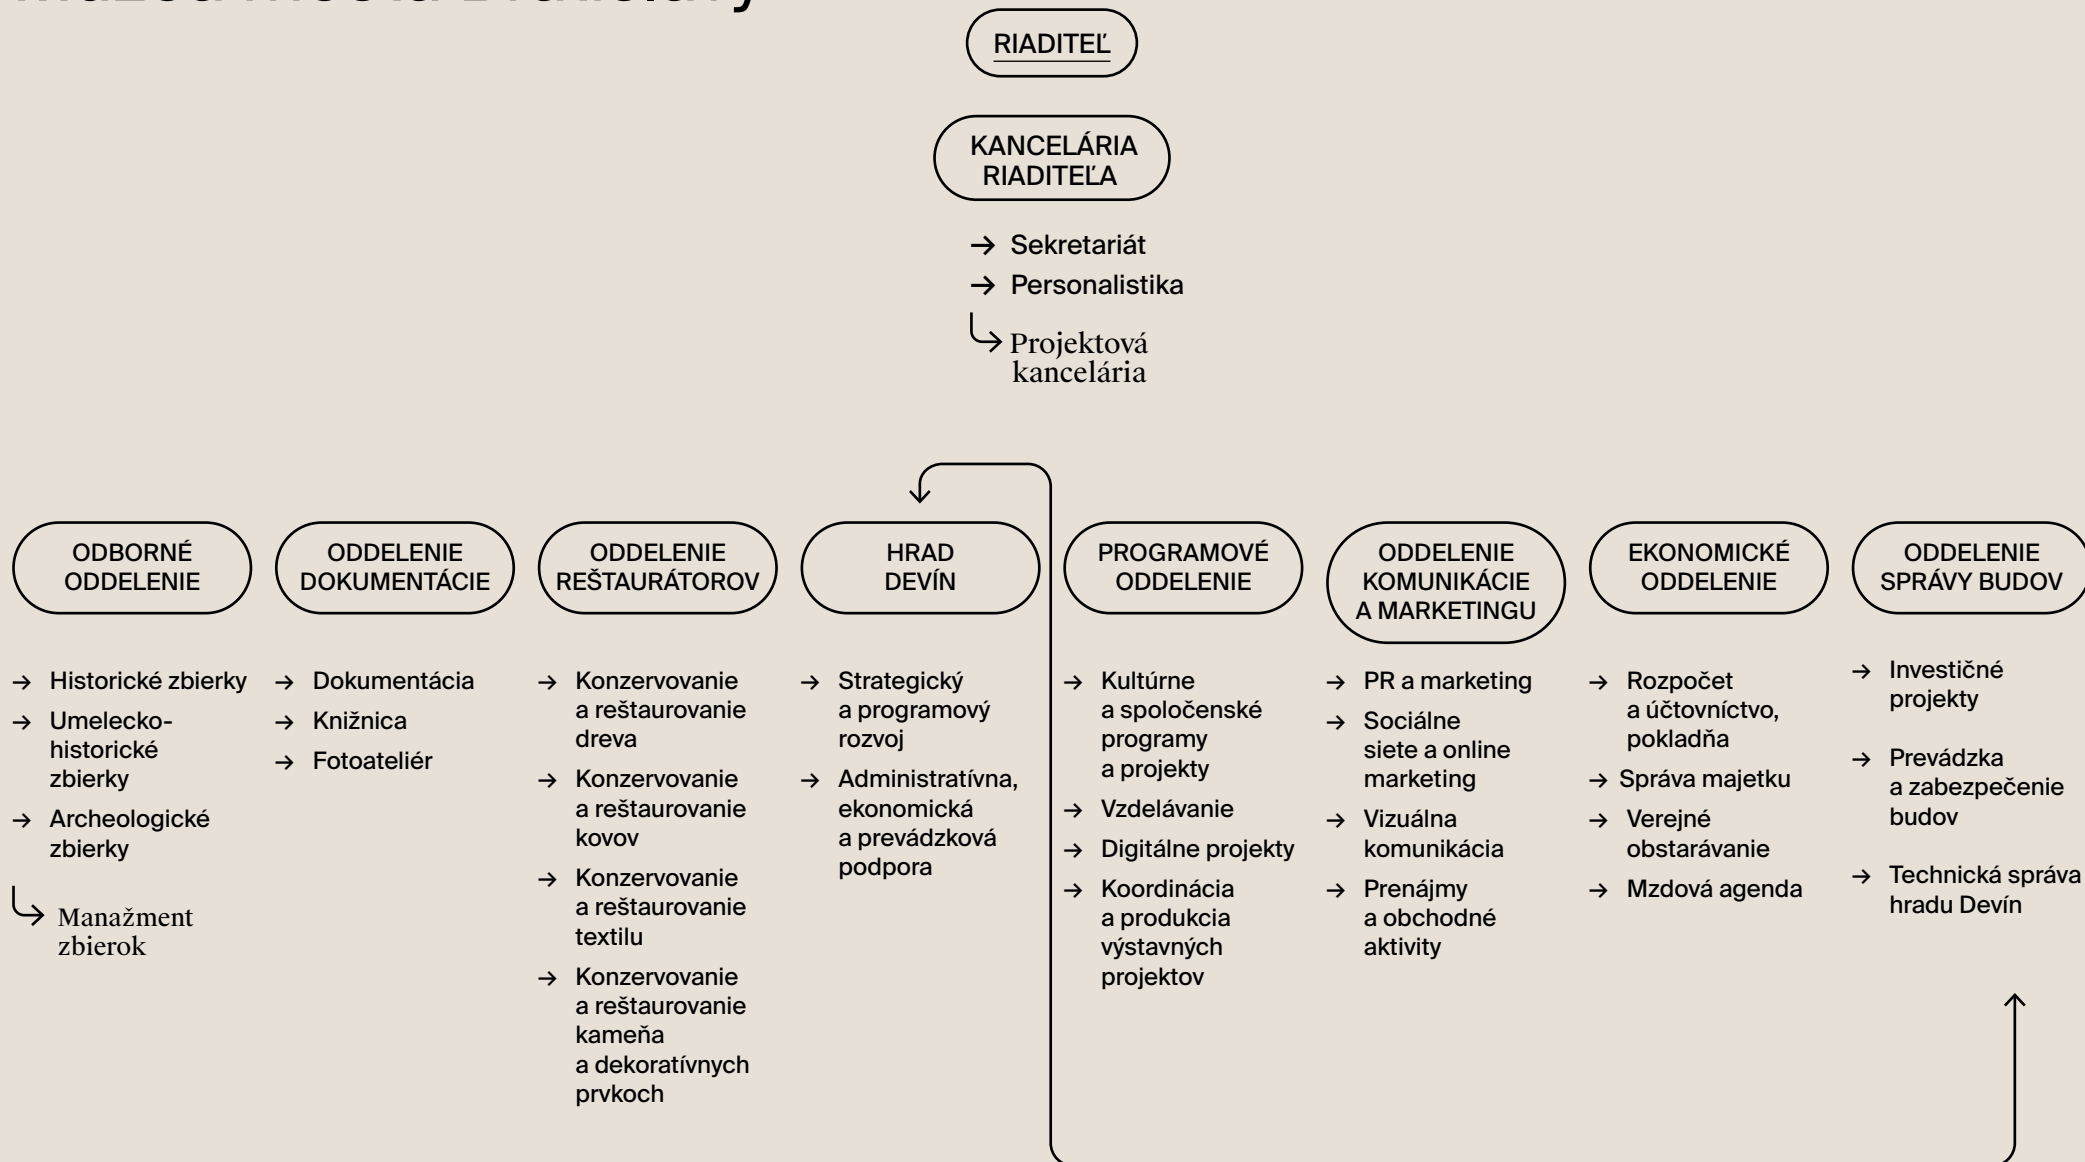 RIADITEĽ
KANCELÁRIA
RIADITEĽA
→ Sekretariát
→ Personalistika
Projektová
kancelária
ODBORNÉ
ODDELENIE
→ Historické zbierky
→ Umelecko-
historické
zbierky
→ Archeologické
zbierky
Manažment
zbierok
ODDELENIE
DOKUMENTÁCIE
→ Dokumentácia
→ Knižnica
→ Fotoateliér
ODDELENIE
REŠTAURÁTOROV
→ Konzervovanie
a reštaurovanie
dreva
→ Konzervovanie
a reštaurovanie
kovov
→ Konzervovanie
a reštaurovanie
textilu
→ Konzervovanie
a reštaurovanie
kameňa
a dekoratívnych
prvkoch
HRAD
DEVÍN
→ Strategický
a programový
rozvoj
→ Administratívna,
ekonomická
a prevádzková
podpora
PROGRAMOVÉ
ODDELENIE
→ Kultúrne
a spoločenské
programy
a projekty
→ Vzdelávanie
→ Digitálne projekty
→ Koordinácia
a produkcia
výstavných
projektov
ODDELENIE
KOMUNIKÁCIE
A MARKETINGU
→ PR a marketing
→ Sociálne
siete a online
marketing
→ Vizuálna
komunikácia
→ Prenájmy
a obchodné
aktivity
EKONOMICKÉ
ODDELENIE
→ Rozpočet
a účtovníctvo,
pokladňa
→ Správa majetku
→ Verejné
obstarávanie
→ Mzdová agenda
ODDELENIE
SPRÁVY BUDOV
→ Investičné
projekty
→ Prevádzka
a zabezpečenie
budov
→ Technická správa
hradu Devín